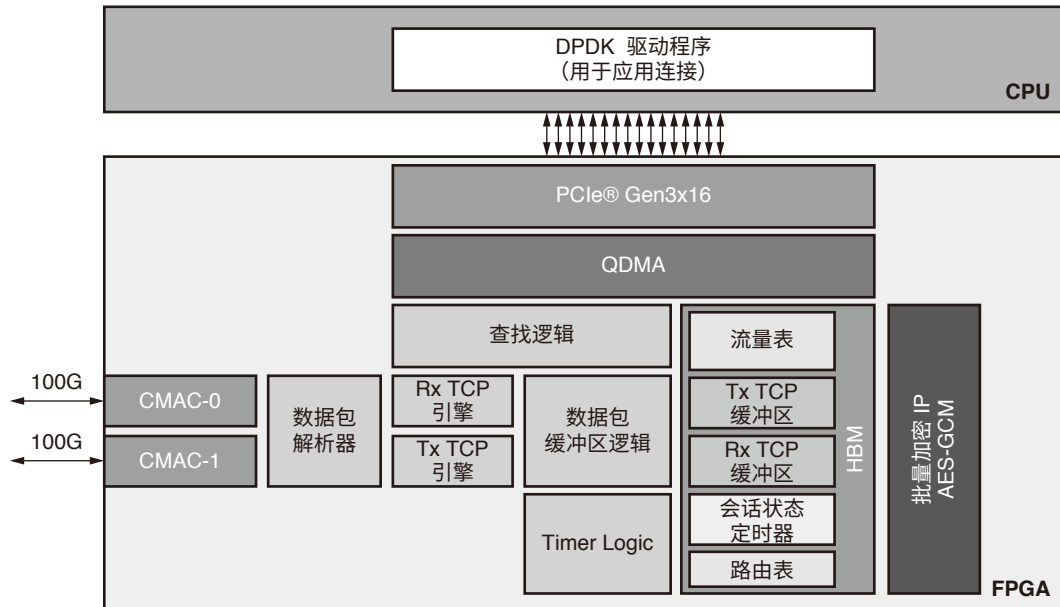 DPDK 驱动程序
（用于应用连接）
CPU
PCIe® Gen3x16
QDMA
查找逻辑
流量表
100G
CMAC-0
100G
CMAC-1
数据包
解析器
Rx TCP
引擎
Tx TCP
引擎
数据包
缓冲区逻辑
Timer Logic
Tx TCP
缓冲区
Rx TCP
缓冲区
会话状态
定时器
路由表
HBM
批量加密 IP
AES-GCM
FPGA